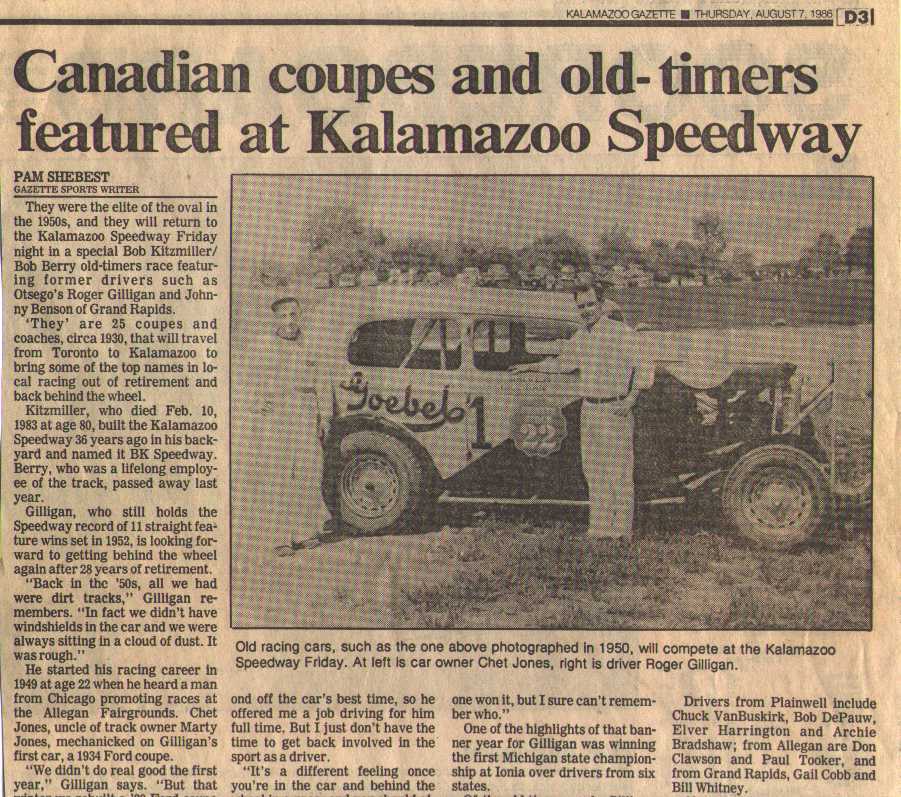 KALAMAZOO GAZETTE ■ THURSDAY, AUGUST 7, 1986 D3
Canadian coupes and old-timers
featured at Kalamazoo Speedway
PAM SHEBEST
GAZETTE SPORTS WRITER
They were the elite of the oval in
the 1950s, and they will return to
the Kalamazoo Speedway Friday
night in a special Bob Kitzmiller/
Bob Berry old-timers race featur-
ing former drivers such as
Otsego's Roger Gilligan and John-
ny Benson of Grand Rapids.
'They' are 25 coupes and
coaches, circa 1930, that will travel
from Toronto to Kalamazoo to
bring some of the top names in lo-
cal racing out of retirement and
back behind the wheel.
Kitzmiller, who died Feb. 10,
1983 at age 80, built the Kalamazoo
Speedway 36 years ago in his back-
yard and named it BK Speedway.
Berry, who was a lifelong employ-
ee of the track, passed away last
year.
Gilligan, who still holds the
Speedway record of 11 straight fea-
ture wins set in 1952, is looking for-
ward to getting behind the wheel
again after 28 years of retirement.
"Back in the '50s, all we had
were dirt tracks," Gilligan re-
members. "In fact we didn't have
windshields in the car and we were
always sitting in a cloud of dust. It
was rough."
He started his racing career in
1949 at age 22 when he heard a man
from Chicago promoting races at
the Allegan Fairgrounds. Chet
Jones, uncle of track owner Marty
Jones, mechanicked on Gilligan's
first car, a 1934 Ford coupe.
"We didn't do real good the first
year," Gilligan says. "But that
Goebel's 1
22
Old racing cars, such as the one above photographed in 1950, will compete at the Kalamazoo
Speedway Friday. At left is car owner Chet Jones, right is driver Roger Gilligan.
ond off the car's best time, so he
offered me a job driving for him
full time. But I just don't have the
time to get back involved in the
sport as a driver.
"It's a different feeling once
you're in the car and behind the
one won it, but I sure can't remem-
ber who."
One of the highlights of that ban-
ner year for Gilligan was winning
the first Michigan state champion-
ship at Ionia over drivers from six
states.
Drivers from Plainwell include
Chuck VanBuskirk, Bob DePauw,
Elver Harrington and Archie
Bradshaw; from Allegan are Don
Clawson and Paul Tooker, and
from Grand Rapids, Gail Cobb and
Bill Whitney.